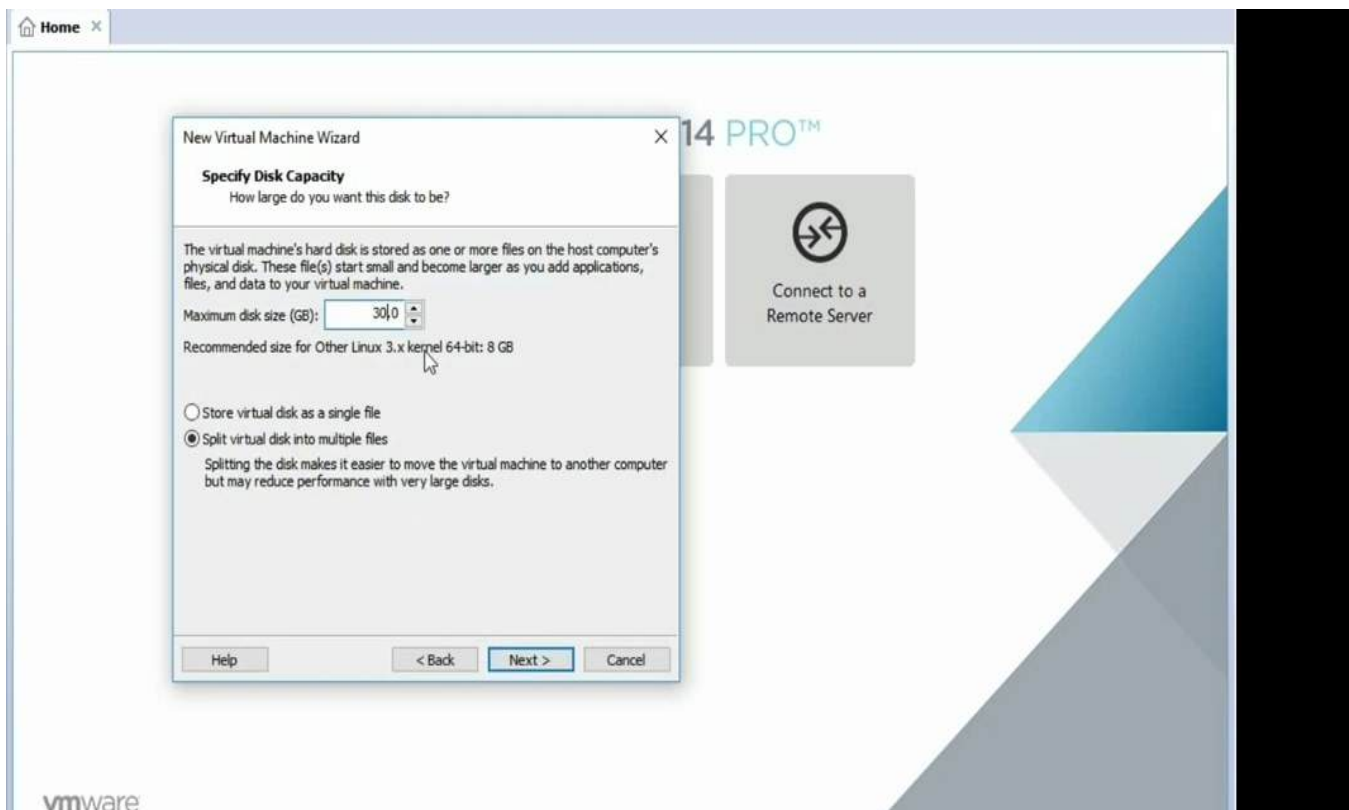 Home
14 PRO™
New Virtual Machine Wizard
Specify Disk Capacity
How large do you want this disk to be?
The virtual machine's hard disk is stored as one or more files on the host computer's
physical disk. These file(s) start small and become larger as you add applications,
files, and data to your virtual machine.
Maximum disk size (GB): 30.0
Recommended size for Other Linux 3.x kernel 64-bit: 8 GB
Store virtual disk as a single file
Split virtual disk into multiple files
Splitting the disk makes it easier to move the virtual machine to another computer
but may reduce performance with very large disks.
Help < Back Next > Cancel
Connect to a
Remote Server
vmware